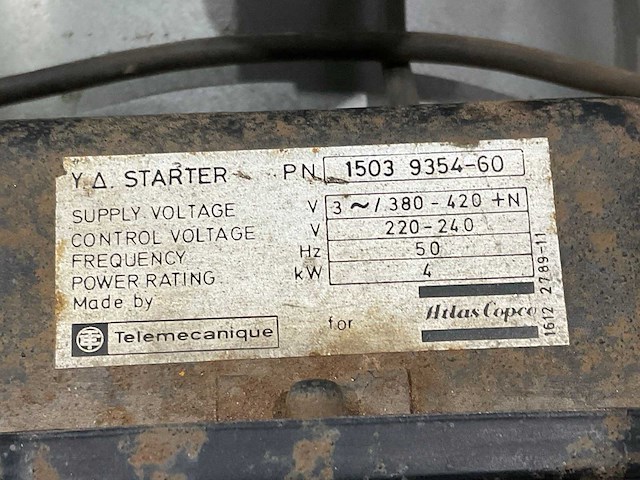 Y Δ. STARTER PN 1503 9354-60
SUPPLY VOLTAGE V 3 ~ / 380 - 420 + N
CONTROL VOLTAGE V 220-240
FREQUENCY Hz 50
POWER RATING kW 4
Made by
Telemecanique for Atlas Copco
1612 2789-11